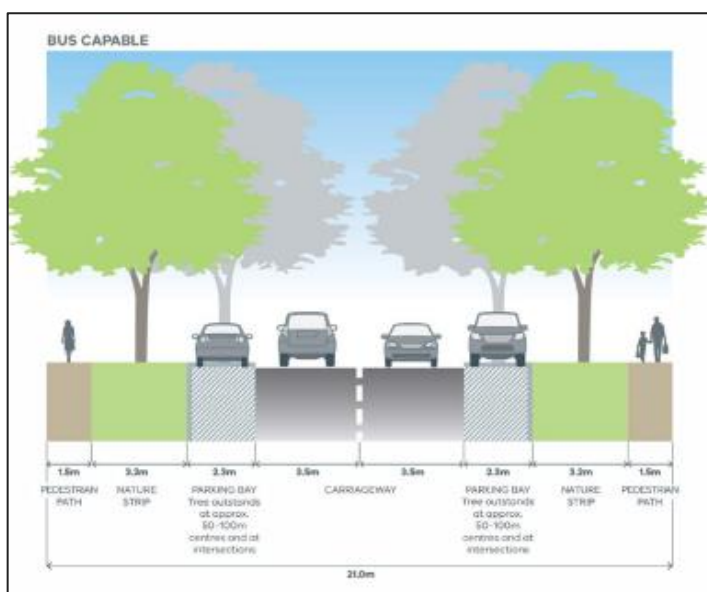 BUS CAPABLE
1.5m 3.2m 2.3m 3.5m 3.5m 2.3m 3.2m 1.5m
PEDESTRIAN PATH
NATURE STRIP
PARKING BAY
Tree outstands
at approx.
50-100m
centres and at
intersections
CARRIAGEWAY
PARKING BAY
Tree outstands
at approx.
50-100m
centres and at
intersections
NATURE STRIP
PEDESTRIAN PATH
21.0m